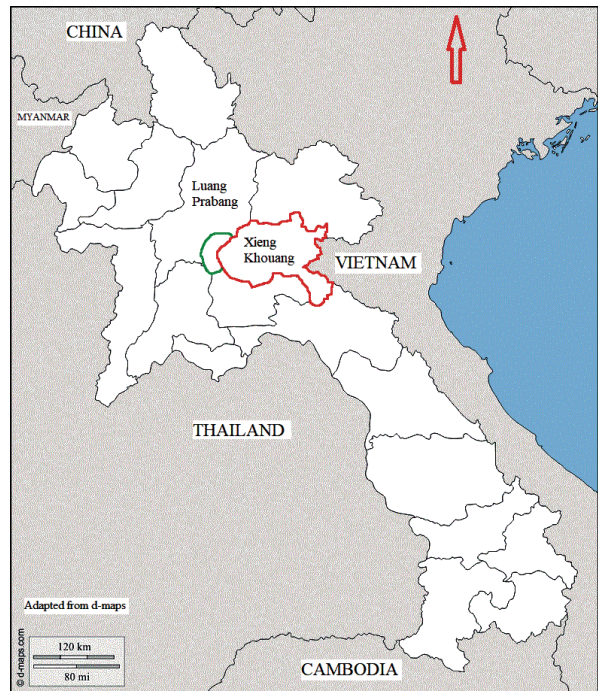 CHINA
MYANMAR
Luang
Prabang
Xieng
Khouang
VIETNAM
THAILAND
Adapted from d-maps
120 km
80 mi
© d-maps.com
CAMBODIA